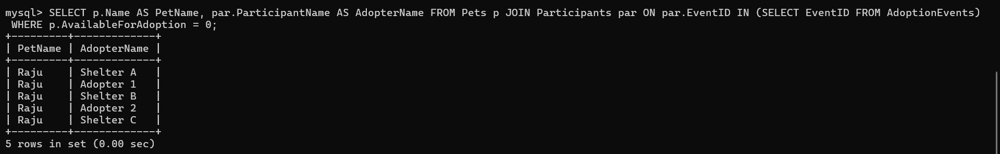 mysql> SELECT p.Name AS PetName, par.ParticipantName AS AdopterName FROM Pets p JOIN Participants par ON par.EventID IN (SELECT EventID FROM AdoptionEvents)
 WHERE p.AvailableForAdoption = 0;
+---------+-------------+
| PetName | AdopterName |
+---------+-------------+
| Raju    | Shelter A   |
| Raju    | Adopter 1   |
| Raju    | Shelter B   |
| Raju    | Adopter 2   |
| Raju    | Shelter C   |
+---------+-------------+
5 rows in set (0.00 sec)